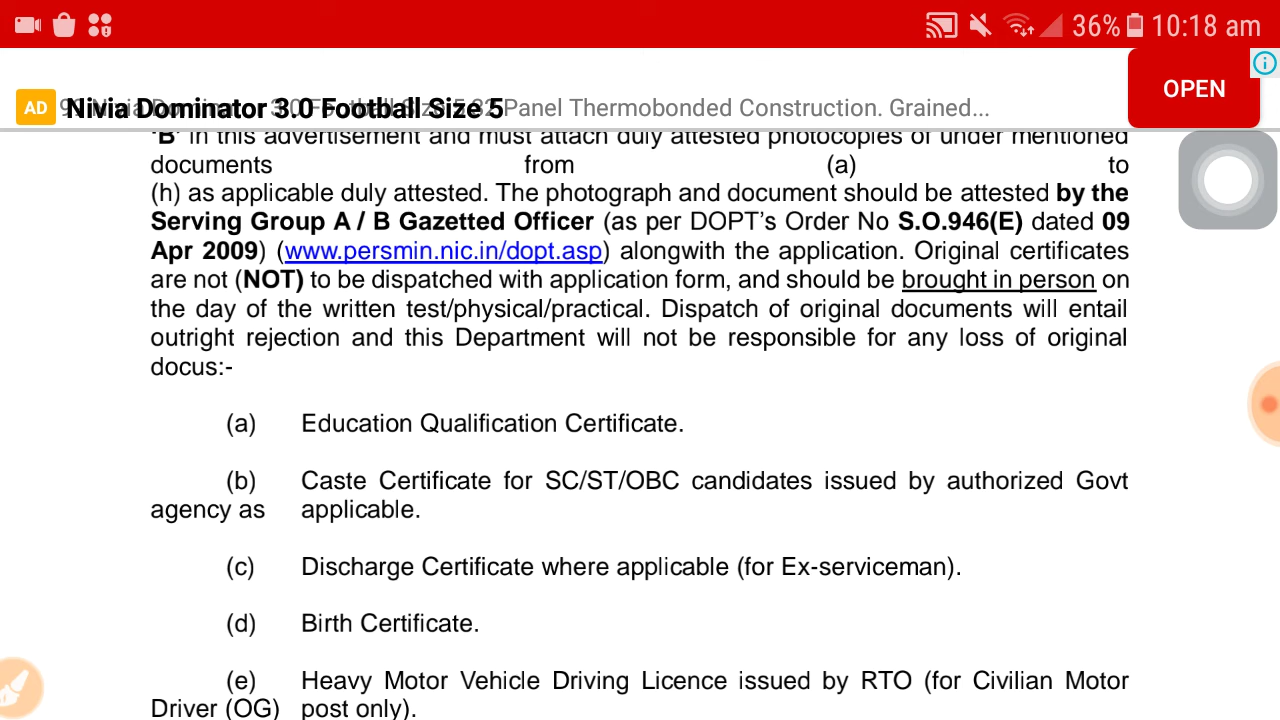 36% 10:18 am
AD Nivia Dominator 3.0 Football Size 5 Panel Thermobonded Construction. Grained...
OPEN
'B' in this advertisement and must attach duly attested photocopies of under mentioned
documents from (a) to
(h) as applicable duly attested. The photograph and document should be attested by the
Serving Group A / B Gazetted Officer (as per DOPT's Order No S.O.946(E) dated 09
Apr 2009) (www.persmin.nic.in/dopt.asp) alongwith the application. Original certificates
are not (NOT) to be dispatched with application form, and should be brought in person on
the day of the written test/physical/practical. Dispatch of original documents will entail
outright rejection and this Department will not be responsible for any loss of original
docus:-
(a) Education Qualification Certificate.
(b) Caste Certificate for SC/ST/OBC candidates issued by authorized Govt
agency as applicable.
(c) Discharge Certificate where applicable (for Ex-serviceman).
(d) Birth Certificate.
(e) Heavy Motor Vehicle Driving Licence issued by RTO (for Civilian Motor
Driver (OG) post only).